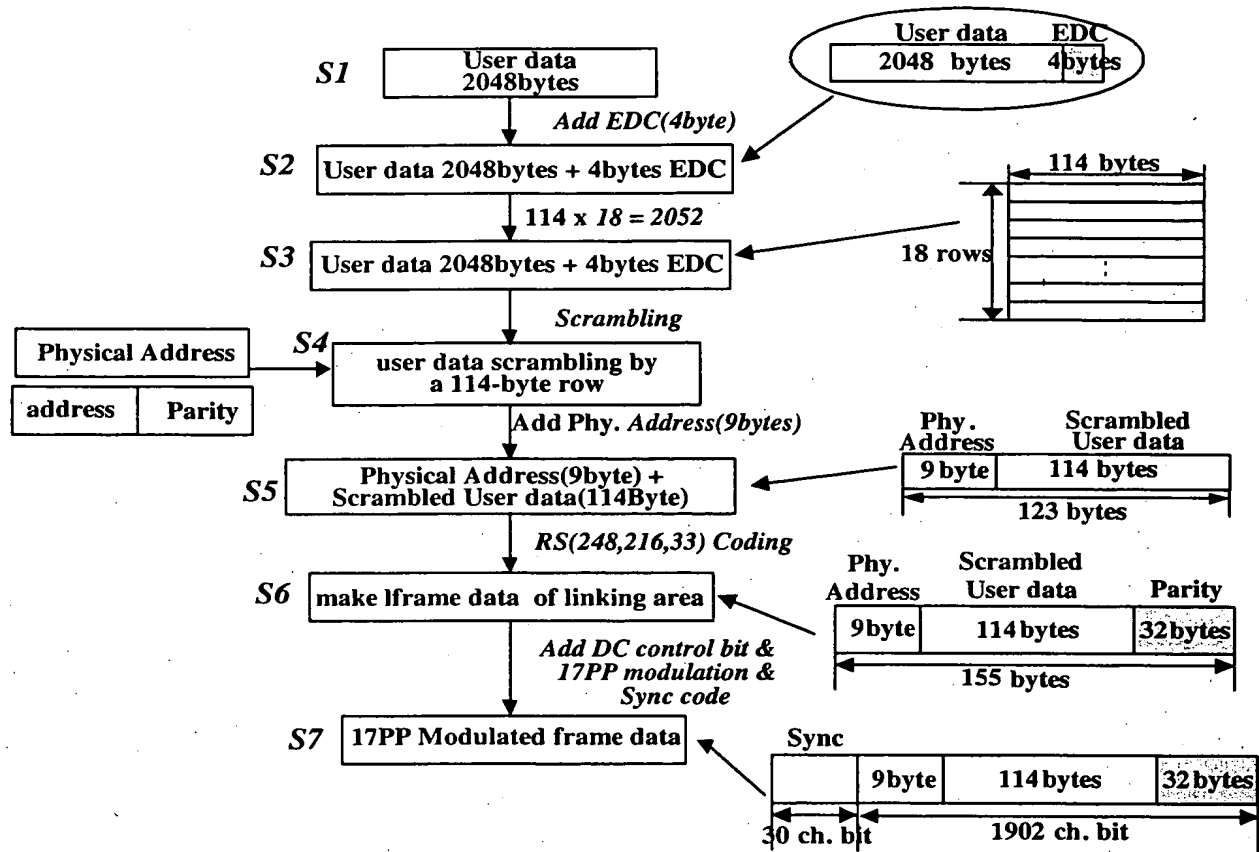 User data EDC
2048 bytes 4bytes
S1
User data
2048bytes
Add EDC(4byte)
S2
User data 2048bytes + 4bytes EDC
114 bytes
18 rows
114 x 18 = 2052
S3
User data 2048bytes + 4bytes EDC
Scrambling
Physical Address
address Parity
S4
user data scrambling by
a 114-byte row
Add Phy. Address(9bytes)
Phy. Scrambled
Address User data
9byte 114 bytes
123 bytes
S5
Physical Address(9byte) +
Scrambled User data(114Byte)
RS(248,216,33) Coding
Phy. Scrambled
Address User data Parity
9byte 114bytes 32bytes
155 bytes
S6
make 1frame data of linking area
Add DC control bit &
17PP modulation &
Sync code
S7
17PP Modulated frame data
Sync
9byte 114bytes 32bytes
30 ch. bit 1902 ch. bit